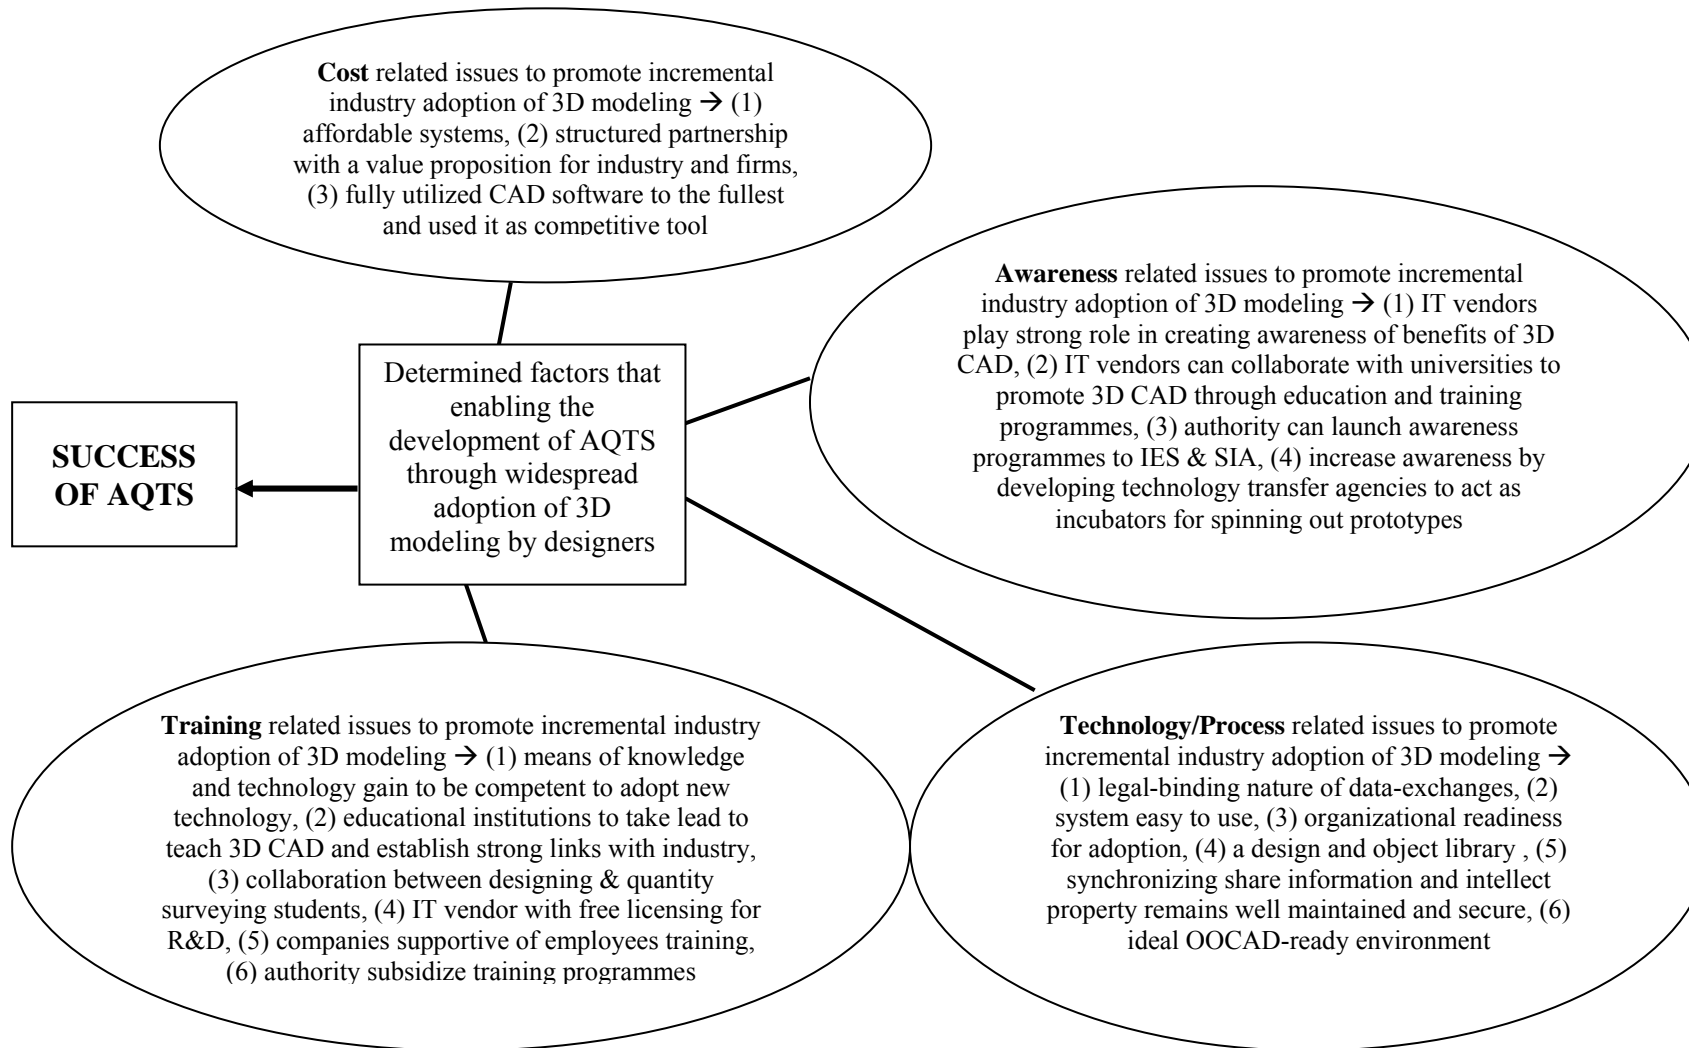 Cost related issues to promote incremental
industry adoption of 3D modeling → (1)
affordable systems, (2) structured partnership
with a value proposition for industry and firms,
(3) fully utilized CAD software to the fullest
and used it as competitive tool
Awareness related issues to promote incremental
industry adoption of 3D modeling → (1) IT vendors
play strong role in creating awareness of benefits of 3D
CAD, (2) IT vendors can collaborate with universities to
promote 3D CAD through education and training
programmes, (3) authority can launch awareness
programmes to IES & SIA, (4) increase awareness by
developing technology transfer agencies to act as
incubators for spinning out prototypes
Determined factors that
enabling the
development of AQTS
through widespread
adoption of 3D
modeling by designers
SUCCESS
OF AQTS
Training related issues to promote incremental industry
adoption of 3D modeling → (1) means of knowledge
and technology gain to be competent to adopt new
technology, (2) educational institutions to take lead to
teach 3D CAD and establish strong links with industry,
(3) collaboration between designing & quantity
surveying students, (4) IT vendor with free licensing for
R&D, (5) companies supportive of employees training,
(6) authority subsidize training programmes
Technology/Process related issues to promote
incremental industry adoption of 3D modeling →
(1) legal-binding nature of data-exchanges, (2)
system easy to use, (3) organizational readiness
for adoption, (4) a design and object library , (5)
synchronizing share information and intellect
property remains well maintained and secure, (6)
ideal OOCAD-ready environment